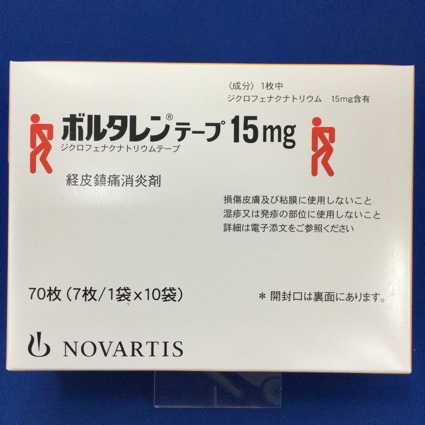 〈成分〉1枚中
ジクロフェナクナトリウム 15mg含有
ボルタレン®テープ 15mg
ジクロフェナクナトリウムテープ
経皮鎮痛消炎剤
損傷皮膚及び粘膜に使用しないこと
湿疹又は発疹の部位に使用しないこと
詳細は電子添文をご参照ください
70枚(7枚/1袋x10袋)
＊開封口は裏面にあります。
NOVARTIS